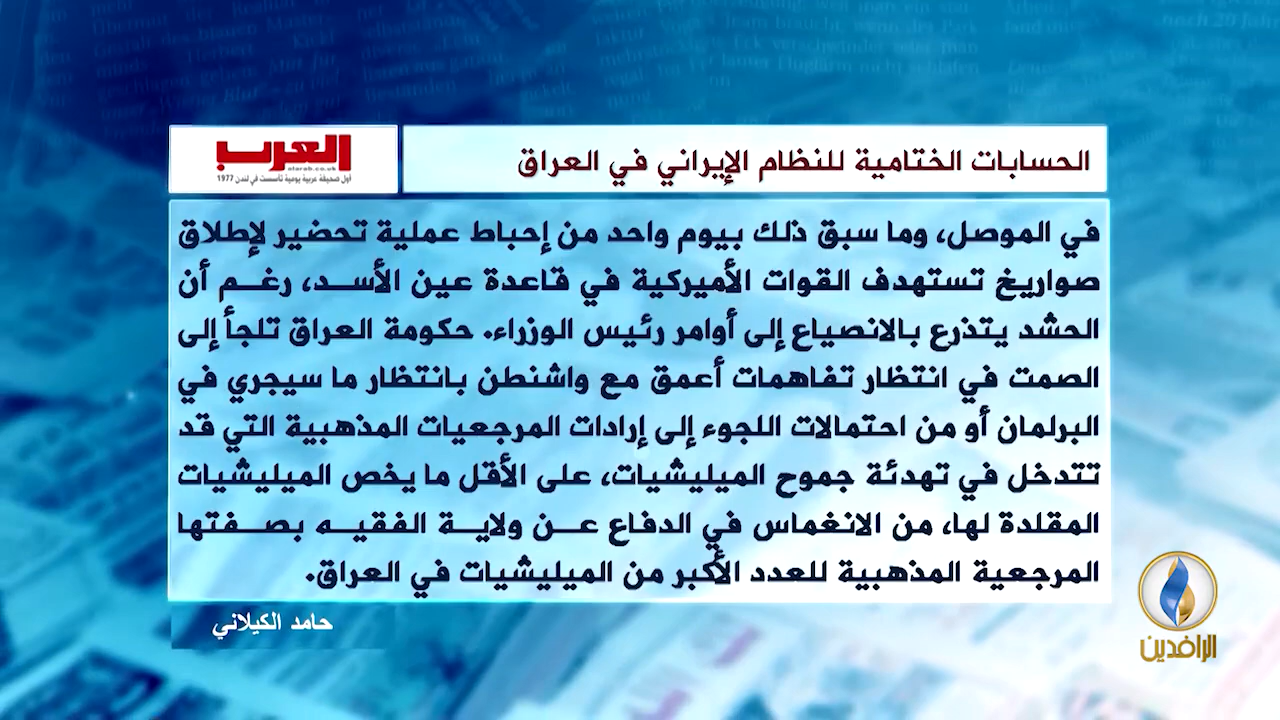 الحسابات الختامية للنظام الإيراني في العراق
العرب
alarab.co.uk
أول صحيفة عربية يومية تأسست في لندن 1977
في الموصل، وما سبق ذلك بيوم واحد من إحباط عملية تحضير لإطلاق
صواريخ تستهدف القوات الأميركية في قاعدة عين الأسد، رغم أن
الحشد يتذرع بالانصياع إلى أوامر رئيس الوزراء. حكومة العراق تلجأ إلى
الصمت في انتظار تفاهمات أعمق مع واشنطن بانتظار ما سيجري في
البرلمان أو من احتمالات اللجوء إلى إرادات المرجعيات المذهبية التي قد
تتدخل في تهدئة جموح الميليشيات، على الأقل ما يخص الميليشيات
المقلدة لها، من الانغماس في الدفاع عن ولاية الفقيه بصفتها
المرجعية المذهبية للعدد الأكبر من الميليشيات في العراق.
حامد الكيلاني
الرافدين